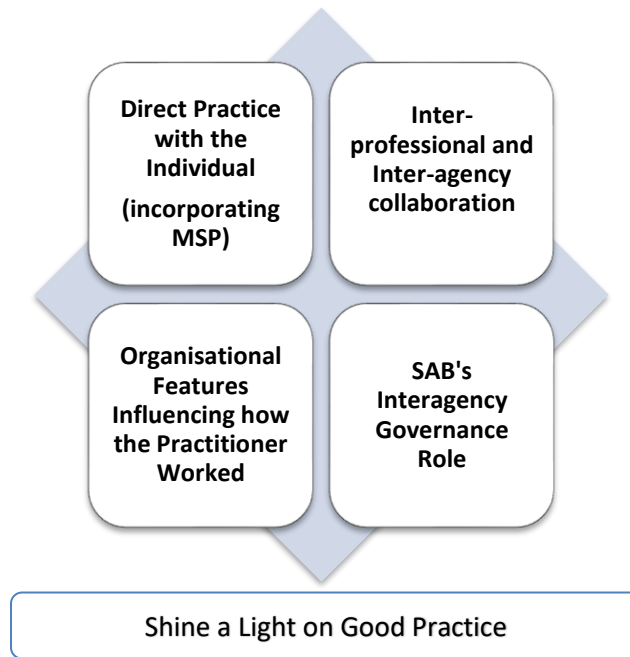 Direct Practice
with the
Individual
(incorporating
MSP)
Inter-
professional and
Inter-agency
collaboration
Organisational
Features
Influencing how
the Practitioner
Worked
SAB's
Interagency
Governance
Role
Shine a Light on Good Practice